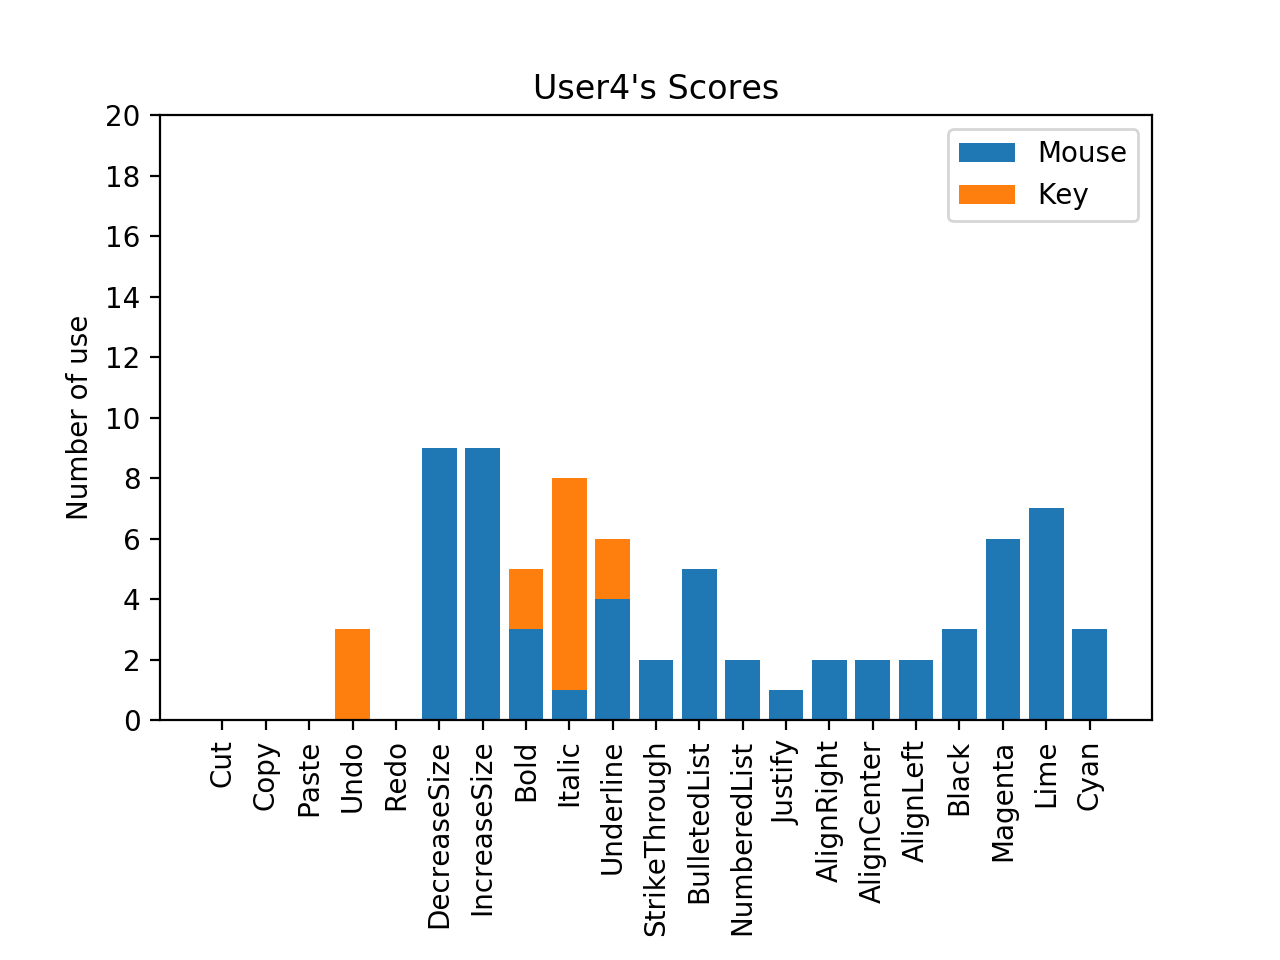 User4's Scores
Number of use
20
18
16
14
12
10
8
6
4
2
0
Mouse
Key
Cut
Copy
Paste
Undo
Redo
DecreaseSize
IncreaseSize
Bold
Italic
Underline
StrikeThrough
BulletedList
NumberedList
Justify
AlignRight
AlignCenter
AlignLeft
Black
Magenta
Lime
Cyan